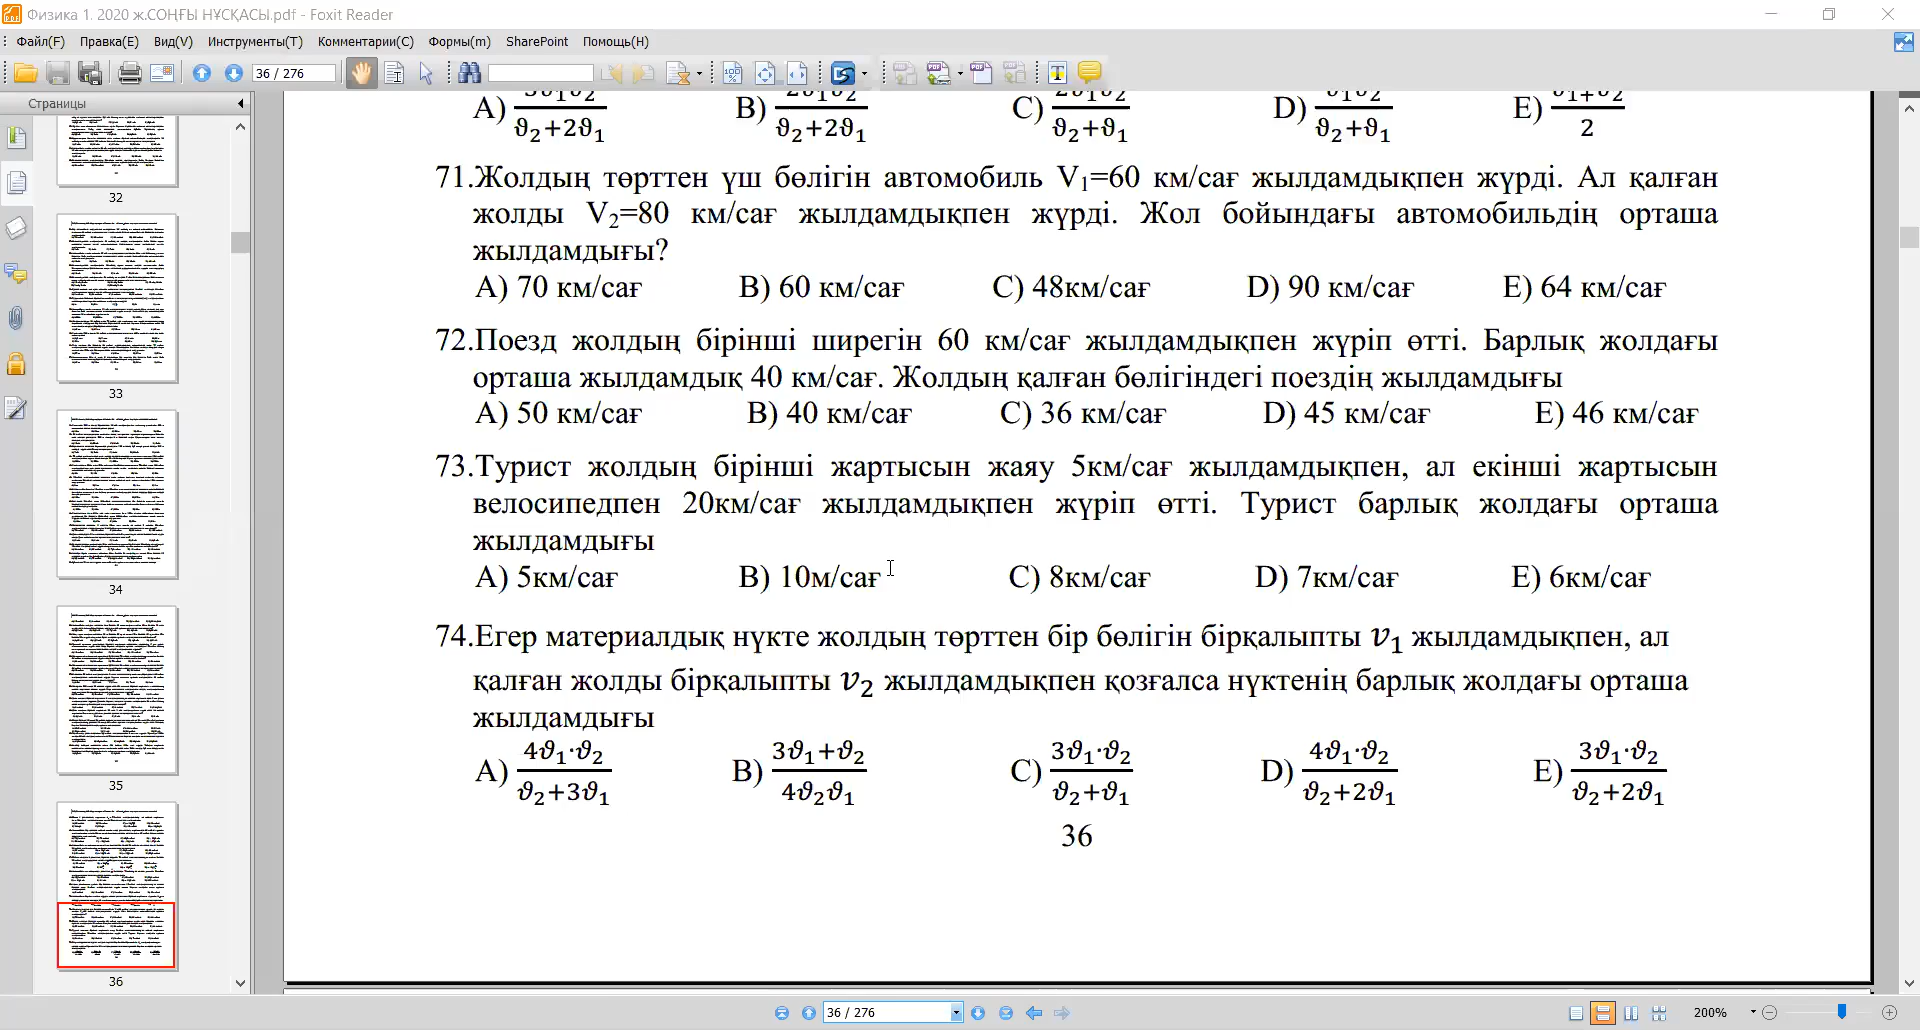 Физика 1. 2020 ж.СОҢҒЫ НҰСҚАСЫ.pdf - Foxit Reader
Файл(F) Правка(E) Вид(V) Инструменты(T) Комментарии(C) Формы(m) SharePoint Помощь(H)
36 / 276
Страницы
32
33
34
35
36
A) 3ϑ₁ϑ₂/(ϑ₂+2ϑ₁) B) 2ϑ₁ϑ₂/(ϑ₂+2ϑ₁) C) 2ϑ₁ϑ₂/(ϑ₂+ϑ₁) D) ϑ₁ϑ₂/(ϑ₂+ϑ₁) E) (ϑ₁+ϑ₂)/2
71.Жолдың төрттен үш бөлігін автомобиль V₁=60 км/сағ жылдамдықпен жүрді. Ал қалған
жолды V₂=80 км/сағ жылдамдықпен жүрді. Жол бойындағы автомобильдің орташа
жылдамдығы?
A) 70 км/сағ B) 60 км/сағ C) 48км/сағ D) 90 км/сағ E) 64 км/сағ
72.Поезд жолдың бірінші ширегін 60 км/сағ жылдамдықпен жүріп өтті. Барлық жолдағы
орташа жылдамдық 40 км/сағ. Жолдың қалған бөлігіндегі поездің жылдамдығы
A) 50 км/сағ B) 40 км/сағ C) 36 км/сағ D) 45 км/сағ E) 46 км/сағ
73.Турист жолдың бірінші жартысын жаяу 5км/сағ жылдамдықпен, ал екінші жартысын
велосипедпен 20км/сағ жылдамдықпен жүріп өтті. Турист барлық жолдағы орташа
жылдамдығы
A) 5км/сағ B) 10м/сағ C) 8км/сағ D) 7км/сағ E) 6км/сағ
74.Егер материалдық нүкте жолдың төрттен бір бөлігін бірқалыпты v₁ жылдамдықпен, ал
қалған жолды бірқалыпты v₂ жылдамдықпен қозғалса нүктенің барлық жолдағы орташа
жылдамдығы
A) 4ϑ₁·ϑ₂/(ϑ₂+3ϑ₁) B) (3ϑ₁+ϑ₂)/4ϑ₂ϑ₁ C) 3ϑ₁·ϑ₂/(ϑ₂+ϑ₁) D) 4ϑ₁·ϑ₂/(ϑ₂+2ϑ₁) E) 3ϑ₁·ϑ₂/(ϑ₂+2ϑ₁)
36
36 / 276
200%